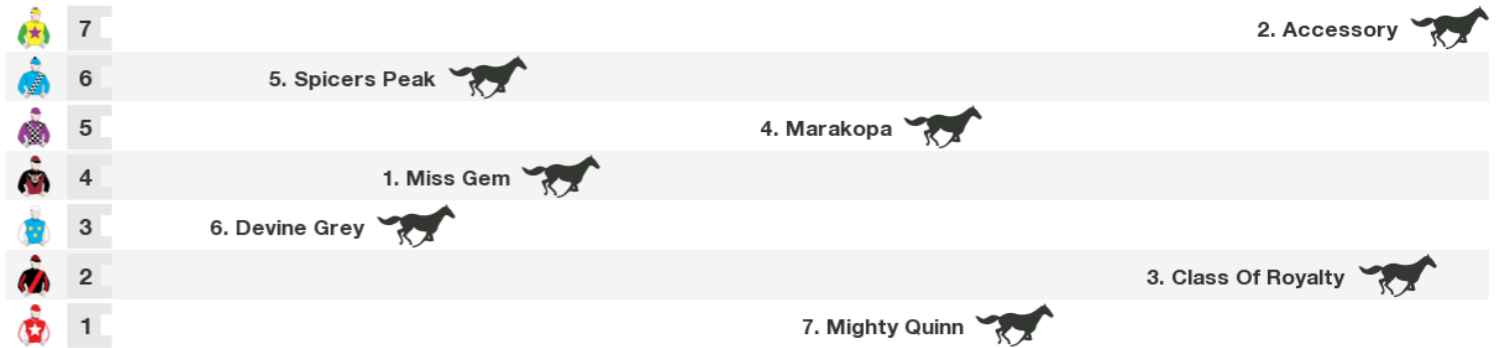 7 2. Accessory
6 5. Spicers Peak
5 4. Marakopa
4 1. Miss Gem
3 6. Devine Grey
2 3. Class Of Royalty
1 7. Mighty Quinn